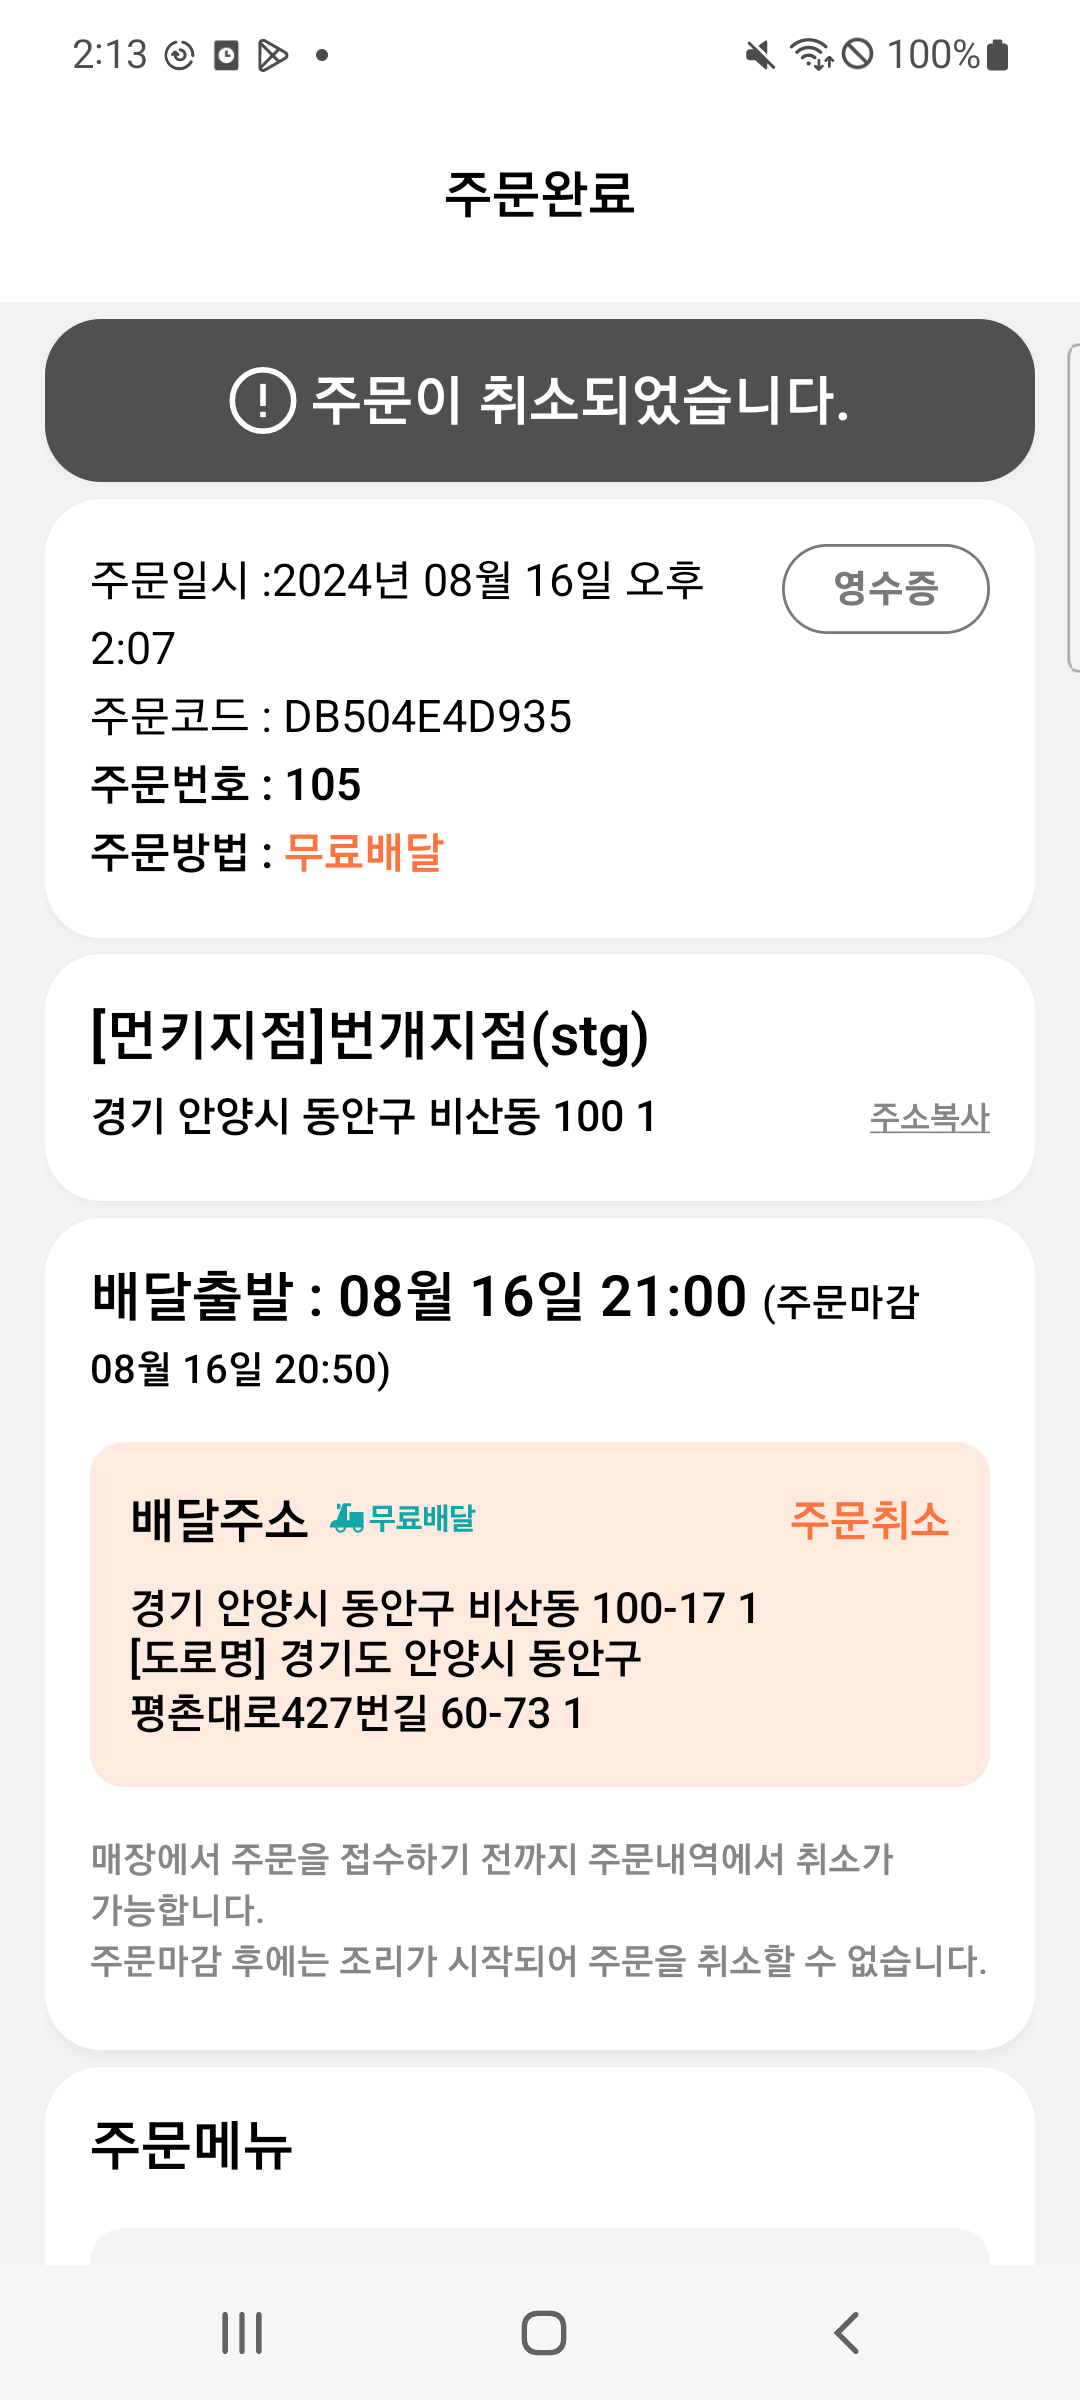 2:13
100%
주문완료
주문이 취소되었습니다.
주문일시 :2024년 08월 16일 오후
2:07
영수증
주문코드 : DB504E4D935
주문번호 : 105
주문방법 : 무료배달
[먼키지점]번개지점(stg)
경기 안양시 동안구 비산동 100 1
주소복사
배달출발 : 08월 16일 21:00 (주문마감
08월 16일 20:50)
배달주소 무료배달 주문취소
경기 안양시 동안구 비산동 100-17 1
[도로명] 경기도 안양시 동안구
평촌대로427번길 60-73 1
매장에서 주문을 접수하기 전까지 주문내역에서 취소가
가능합니다.
주문마감 후에는 조리가 시작되어 주문을 취소할 수 없습니다.
주문메뉴